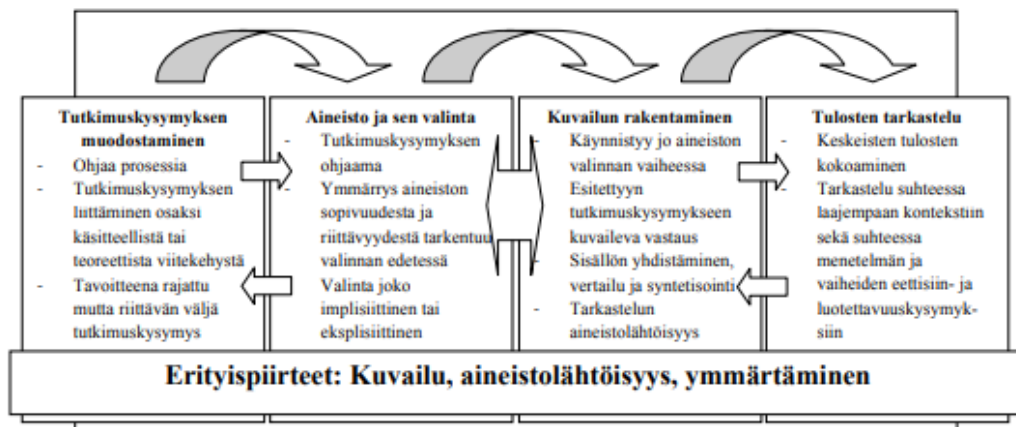 Tutkimuskysymyksen
muodostaminen
- Ohjaa prosessia
- Tutkimuskysymyksen
liittäminen osaksi
käsitteellistä tai
teoreettista viitekehystä
- Tavoitteena rajattu
mutta riittävän väljä
tutkimuskysymys
Aineisto ja sen valinta
- Tutkimuskysymyksen
ohjaama
- Ymmärrys aineiston
sopivuudesta ja
riittävyydestä tarkentuu
valinnan edetessä
- Valinta joko
implisiittinen tai
eksplisiittinen
Kuvailun rakentaminen
- Käynnistyy jo aineiston
valinnan vaiheessa
- Esitettyyn
tutkimuskysymykseen
kuvaileva vastaus
- Sisällön yhdistäminen,
vertailu ja syntetisointi
- Tarkastelun
aineistolähtöisyys
Tulosten tarkastelu
- Keskeisten tulosten
kokoaminen
- Tarkastelu suhteessa
laajempaan kontekstiin
sekä suhteessa
menetelmän ja
vaiheiden eettisiin- ja
luotettavuuskysymyk-
siin
Erityispiirteet: Kuvailu, aineistolähtöisyys, ymmärtäminen